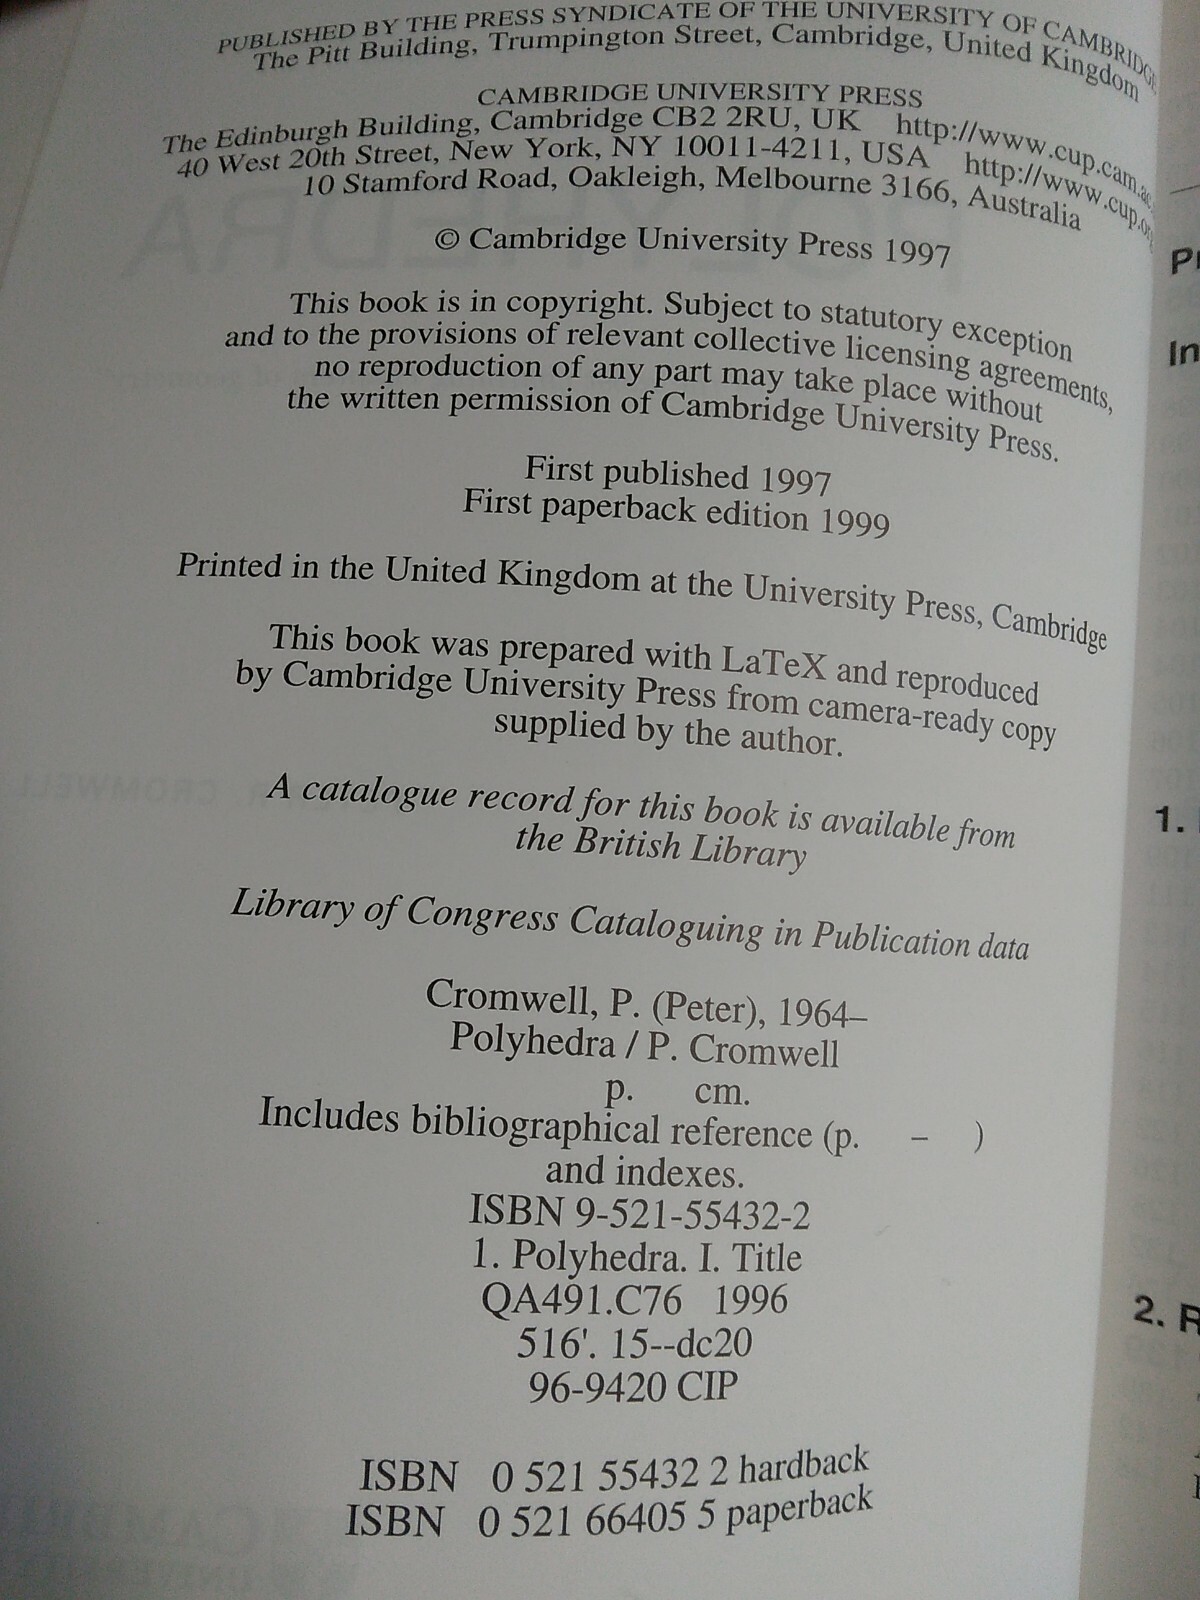 PUBLISHED BY THE PRESS SYNDICATE OF THE UNIVERSITY OF CAMBRIDGE
The Pitt Building, Trumpington Street, Cambridge, United Kingdom
CAMBRIDGE UNIVERSITY PRESS
The Edinburgh Building, Cambridge CB2 2RU, UK http://www.cup.cam.ac.
40 West 20th Street, New York, NY 10011-4211, USA http://www.cup.org
10 Stamford Road, Oakleigh, Melbourne 3166, Australia
© Cambridge University Press 1997
This book is in copyright. Subject to statutory exception
and to the provisions of relevant collective licensing agreements,
no reproduction of any part may take place without
the written permission of Cambridge University Press.
First published 1997
First paperback edition 1999
Printed in the United Kingdom at the University Press, Cambridge
This book was prepared with LaTeX and reproduced
by Cambridge University Press from camera-ready copy
supplied by the author.
A catalogue record for this book is available from
the British Library
Library of Congress Cataloguing in Publication data
Cromwell, P. (Peter), 1964–
Polyhedra / P. Cromwell
p. cm.
Includes bibliographical reference (p. – )
and indexes.
ISBN 9-521-55432-2
1. Polyhedra. I. Title
QA491.C76 1996
516'. 15--dc20
96-9420 CIP
ISBN 0 521 55432 2 hardback
ISBN 0 521 66405 5 paperback
1.
2.